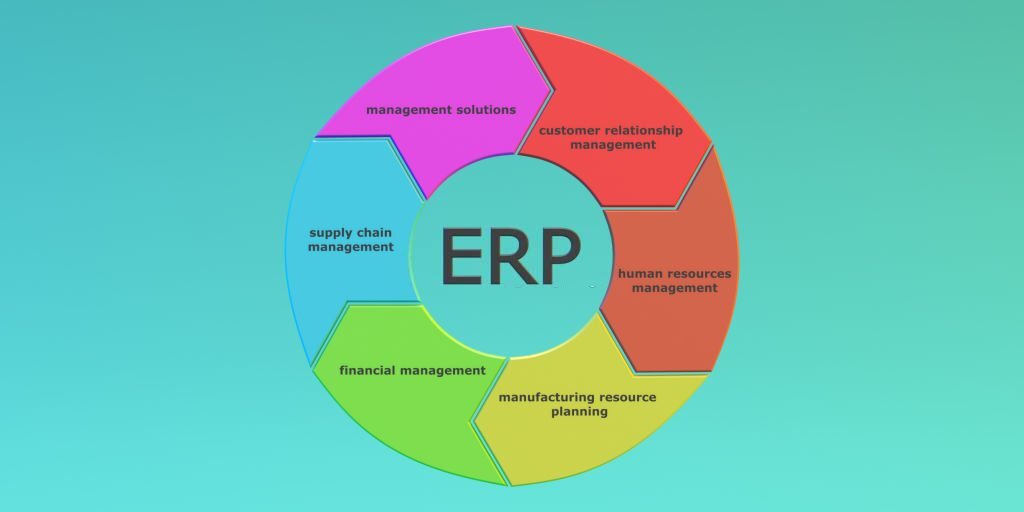 management solutions
customer relationship
management
supply chain
management
ERP
human resources
management
financial management
manufacturing resource
planning